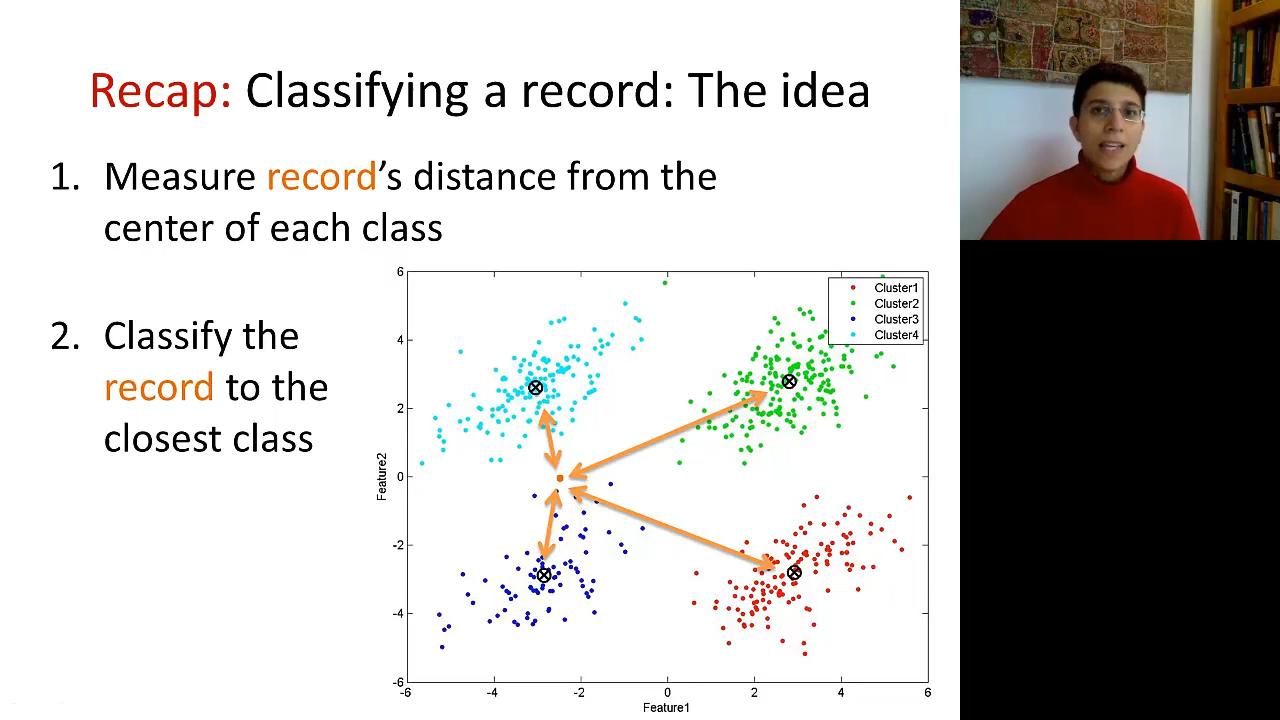 Recap: Classifying a record: The idea
1. Measure record’s distance from the
center of each class
2. Classify the
record to the
closest class
Cluster1
Cluster2
Cluster3
Cluster4
6
4
2
0
-2
-4
-6
Feature2
-6 -4 -2 0 2 4 6
Feature1